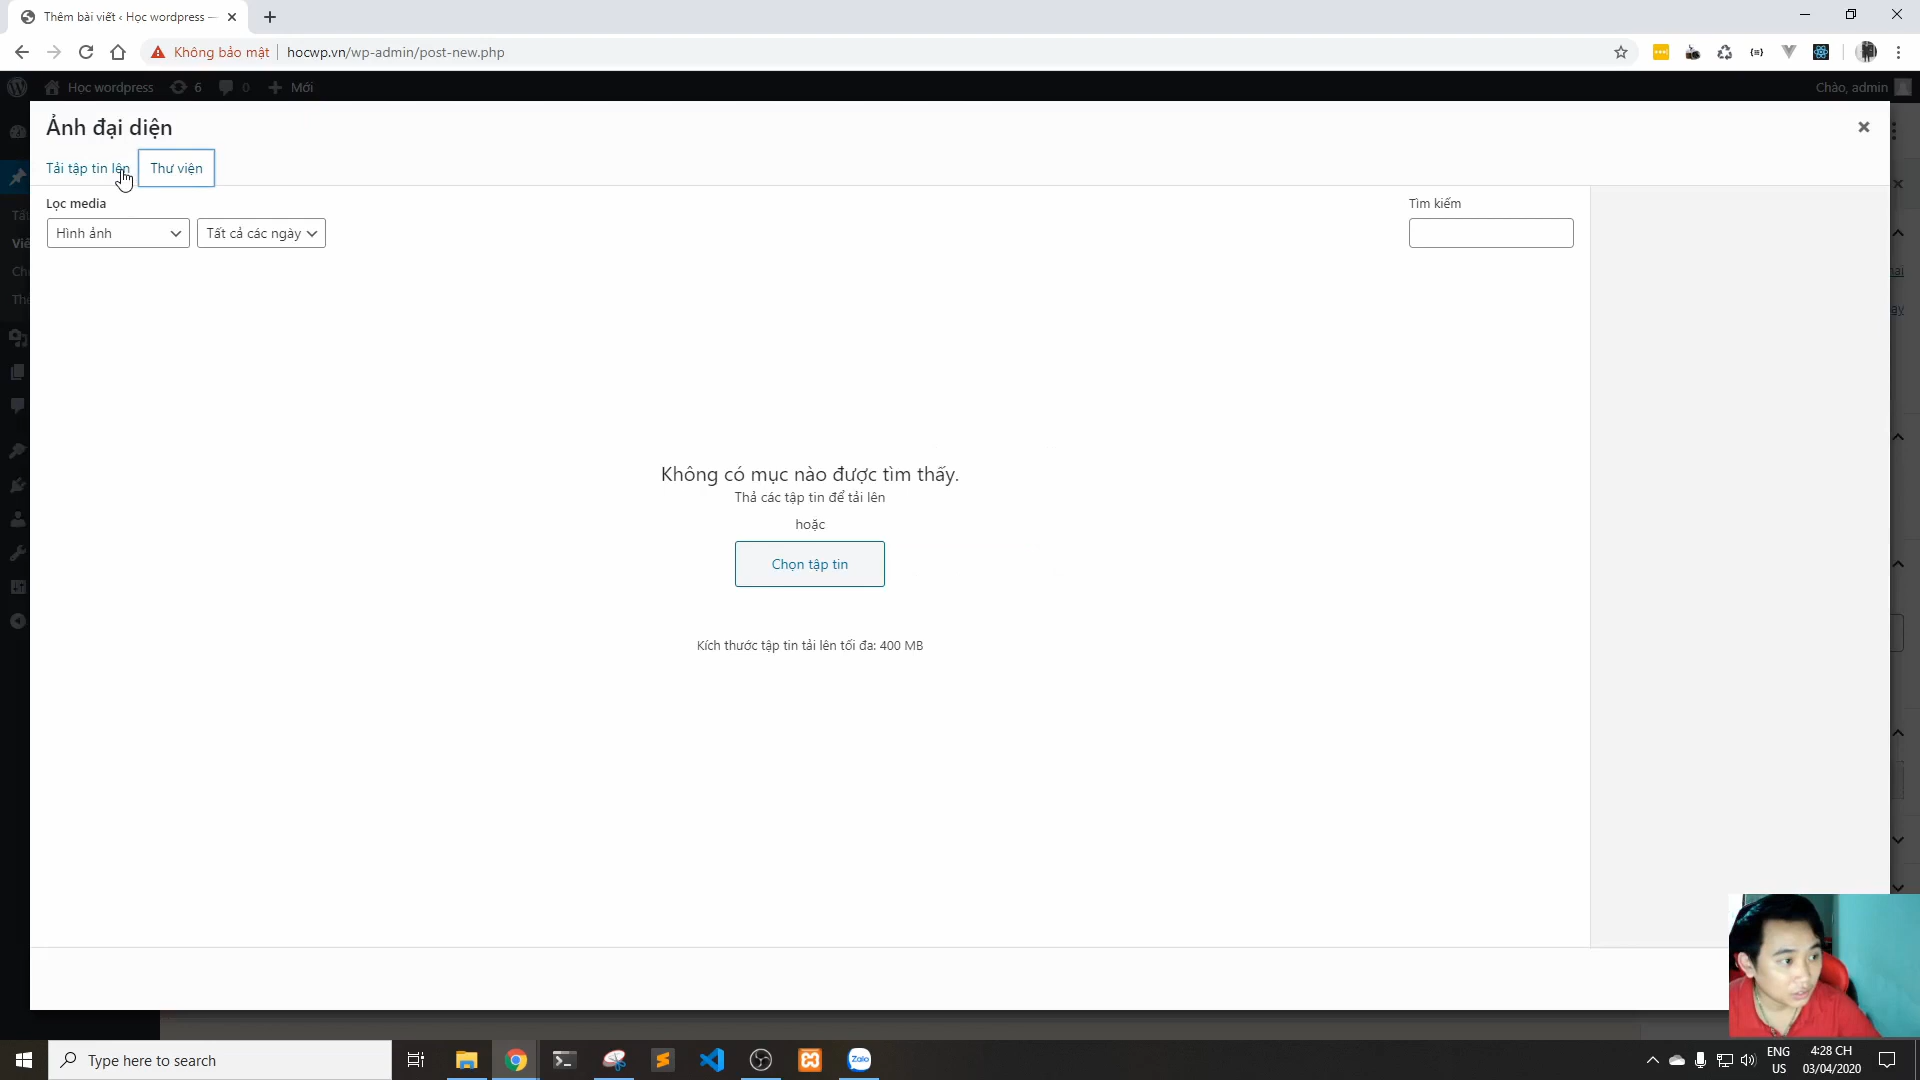 Thêm bài viết ‹ Học wordpress —
Không bảo mật
hocwp.vn/wp-admin/post-new.php
Học wordpress
6
0
Mới
Chào, admin
Ảnh đại diện
Tải tập tin lên
Thư viện
Lọc media
Tìm kiếm
Hình ảnh
Tất cả các ngày
Không có mục nào được tìm thấy.
Thả các tập tin để tải lên
hoặc
Chọn tập tin
Kích thước tập tin tải lên tối đa: 400 MB
Type here to search
Zalo
ENG
US
4:28 CH
03/04/2020